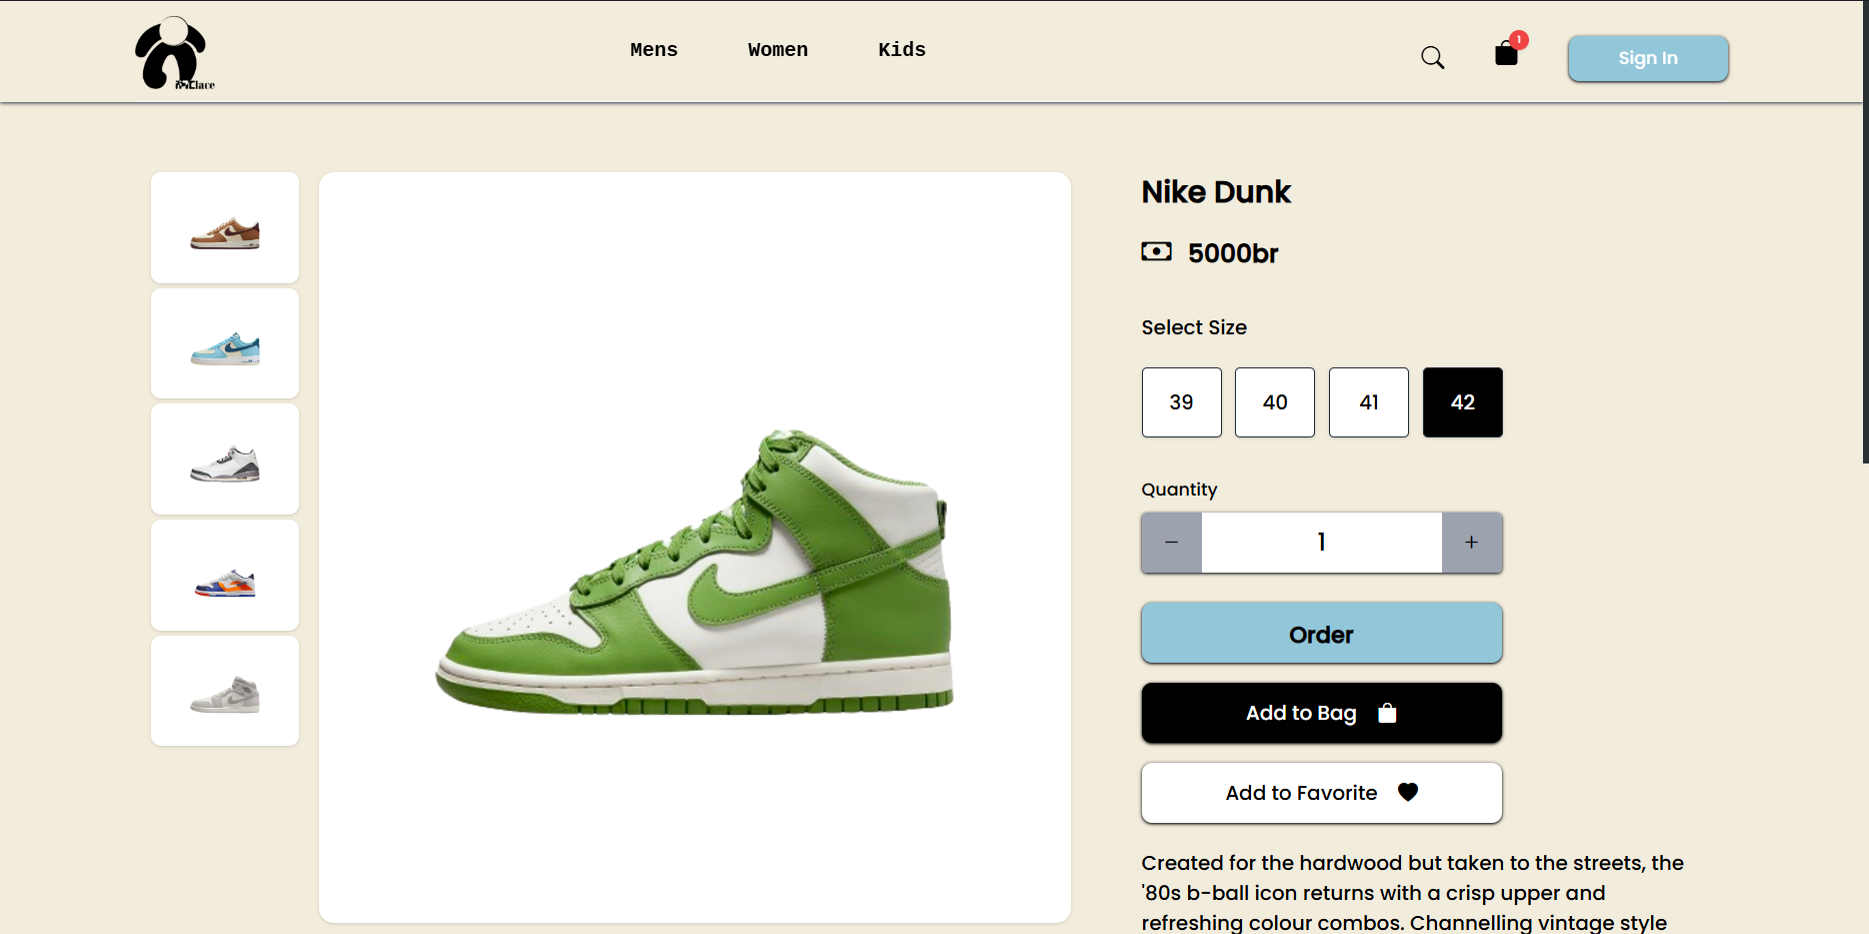 Mens
Women
Kids
1
Sign In
Nike Dunk
5000br
Select Size
39
40
41
42
Quantity
− 1 +
Order
Add to Bag
Add to Favorite
Created for the hardwood but taken to the streets, the
'80s b-ball icon returns with a crisp upper and
refreshing colour combos. Channelling vintage style